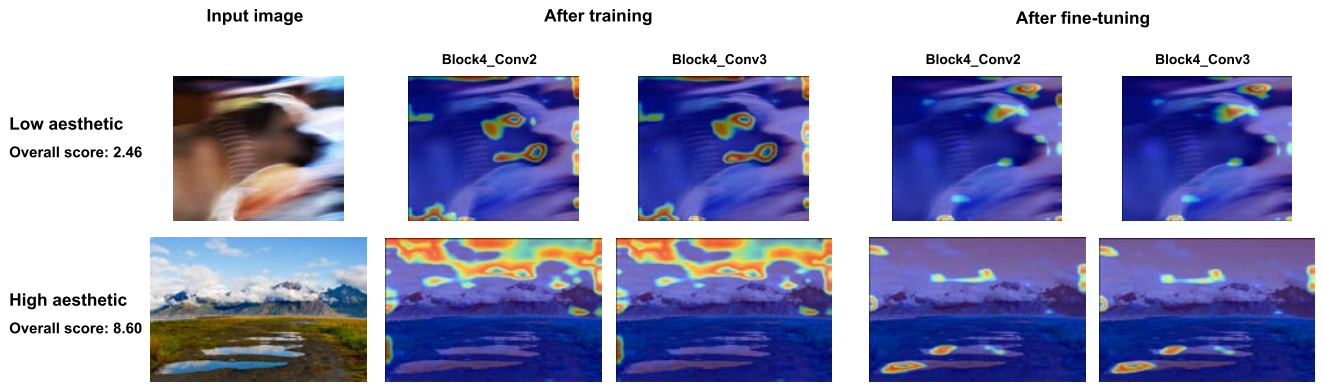 Input image
After training
After fine-tuning
Block4_Conv2
Block4_Conv3
Block4_Conv2
Block4_Conv3
Low aesthetic
Overall score: 2.46
High aesthetic
Overall score: 8.60